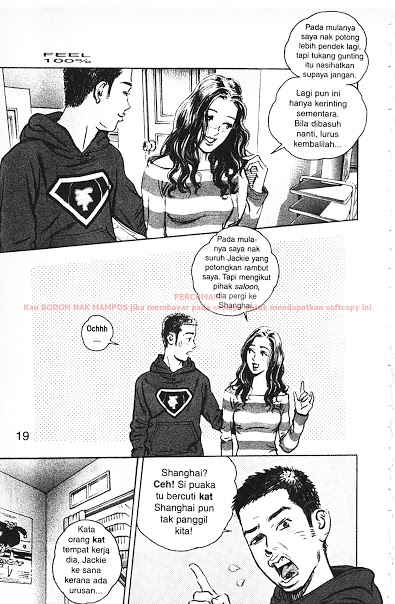 FEEL
100%
Pada mulanya
saya nak potong
lebih pendek lagi,
tapi tukang gunting
itu nasihatkan
supaya jangan.
Lagi pun ini
hanya kerinting
sementara.
Bila dibasuh
nanti, lurus
kembalilah...
Pada mula-
nya saya nak
suruh Jackie yang
potongkan rambut
saya. Tapi mengikut
pihak saloon,
dia pergi ke
Shanghai
Ochhh
...
19
Shanghai?
Ceh! Si puaka
tu bercuti kat
Shanghai pun
tak panggil
kita!
Kata
orang kat
tempat kerja
dia, Jackie
ke sana
kerana ada
urusan...